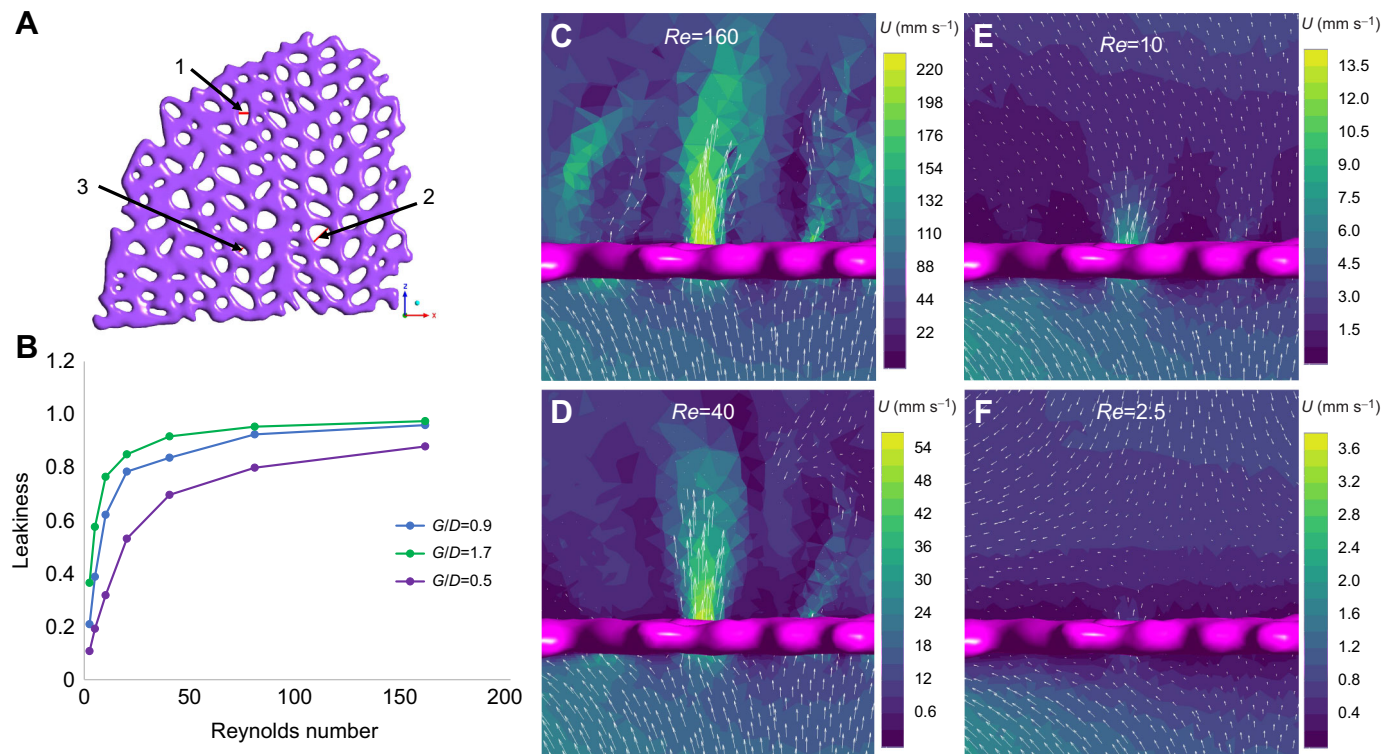 A
1
3
2
z
x
B
1.2
1.0
0.8
0.6
0.4
0.2
0
Leakiness
0
50
100
150
200
Reynolds number
G/D=0.9
G/D=1.7
G/D=0.5
C
Re=160
U (mm s⁻¹)
220
198
176
154
132
110
88
66
44
22
D
Re=40
U (mm s⁻¹)
54
48
42
36
30
24
18
12
0.6
E
Re=10
U (mm s⁻¹)
13.5
12.0
10.5
9.0
7.5
6.0
4.5
3.0
1.5
F
Re=2.5
U (mm s⁻¹)
3.6
3.2
2.8
2.4
2.0
1.6
1.2
0.8
0.4